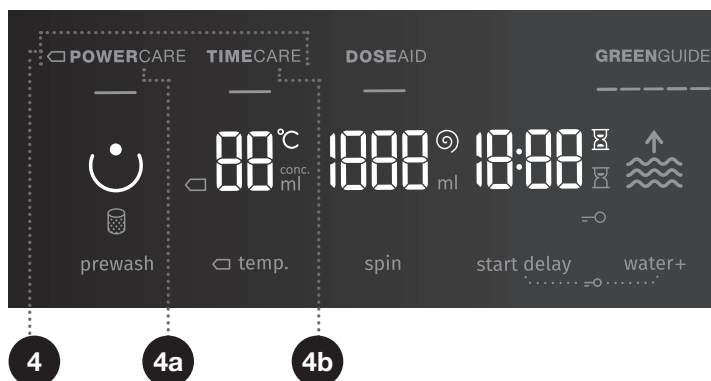 POWERCARE TIMECARE DOSEAID GREENGUIDE
88 °C 1888 18:88
conc.
ml ml
prewash temp. spin start delay water+
4 4a 4b